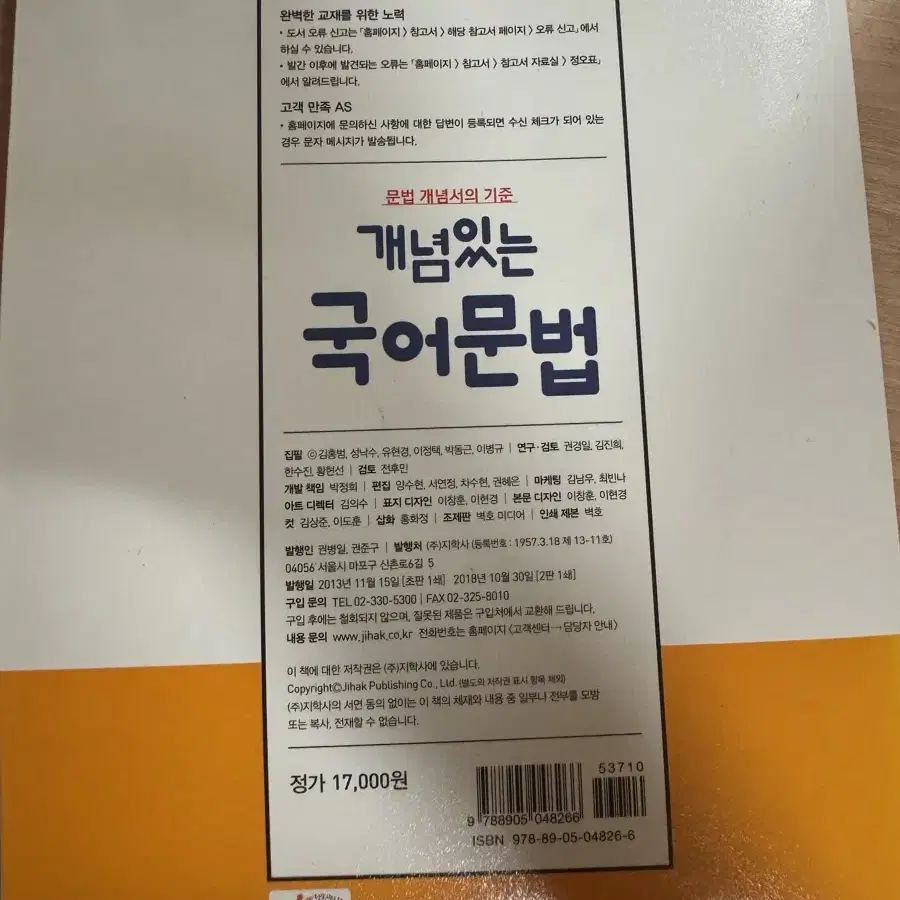 완벽한 교재를 위한 노력
• 도서 오류 신고는 「홈페이지 > 참고서 > 해당 참고서 페이지 > 오류 신고」에서
하실 수 있습니다.
• 발간 이후에 발견되는 오류는 「홈페이지 > 참고서 > 참고서 자료실 > 정오표」
에서 알려드립니다.
고객 만족 AS
• 홈페이지에 문의하신 사항에 대한 답변이 등록되면 수신 체크가 되어 있는
경우 문자 메시지가 발송됩니다.
문법 개념서의 기준
개념있는
국어문법
집필 ⓒ김홍범, 성낙수, 유현경, 이정택, 박동근, 이병규 | 연구·검토 권경일, 김진희,
한수진, 황현선 | 검토 전후민
개발 책임 박정희 | 편집 양수현, 서연정, 차수현, 권혜은 | 마케팅 김남우, 최빈나
아트 디렉터 김의수 | 표지 디자인 이창훈, 이현경 | 본문 디자인 이창훈, 이현경
컷 김상준, 이도훈 | 삽화 홍화정 | 조제판 벽호 미디어 | 인쇄 제본 벽호
발행인 권병일, 권준구 | 발행처 (주)지학사 (등록번호 : 1957.3.18 제 13-11호)
04056 서울시 마포구 신촌로6길 5
발행일 2013년 11월 15일 [초판 1쇄] 2018년 10월 30일 [2판 1쇄]
구입 문의 TEL 02-330-5300 | FAX 02-325-8010
구입 후에는 철회되지 않으며, 잘못된 제품은 구입처에서 교환해 드립니다.
내용 문의 www.jihak.co.kr 전화번호는 홈페이지 〈고객센터 → 담당자 안내〉
이 책에 대한 저작권은 (주)지학사에 있습니다.
Copyright©Jihak Publishing Co., Ltd. (별도의 저작권 표시 항목 제외)
(주)지학사의 서면 동의 없이는 이 책의 체재와 내용 중 일부나 전부를 모방
또는 복사, 전재할 수 없습니다.
정가 17,000원
53710
9 788905 048266
ISBN 978-89-05-04826-6